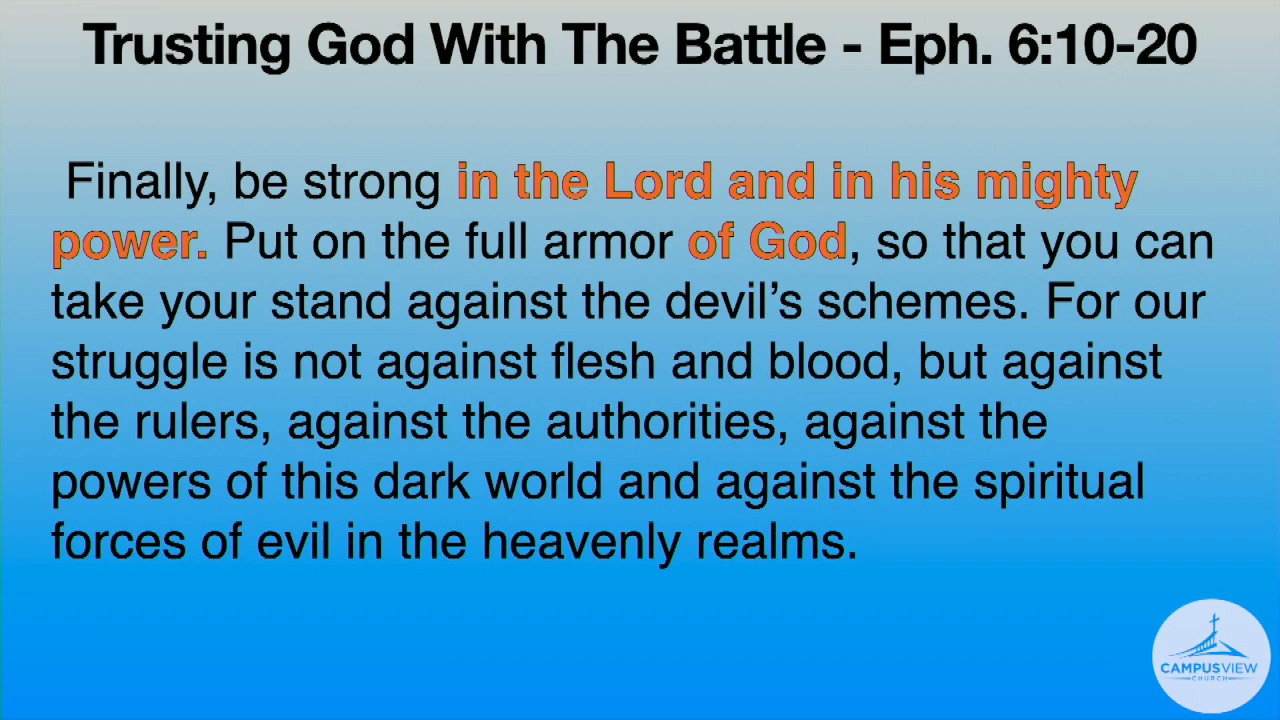 Trusting God With The Battle - Eph. 6:10-20
Finally, be strong in the Lord and in his mighty
power. Put on the full armor of God, so that you can
take your stand against the devil’s schemes. For our
struggle is not against flesh and blood, but against
the rulers, against the authorities, against the
powers of this dark world and against the spiritual
forces of evil in the heavenly realms.
CAMPUSVIEW
CHURCH